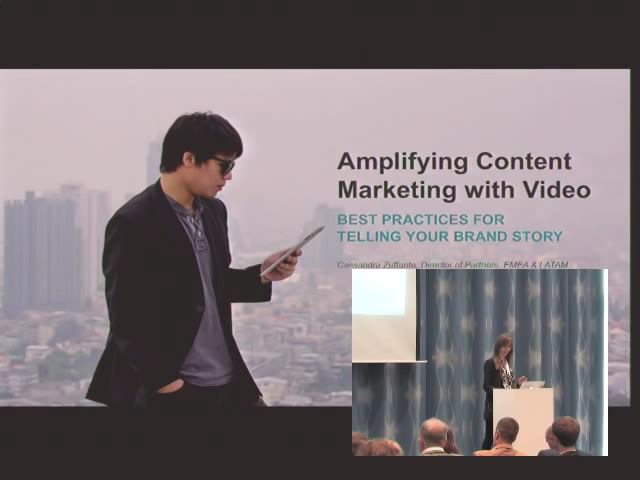 Amplifying Content
Marketing with Video
BEST PRACTICES FOR
TELLING YOUR BRAND STORY
Cassandra Zuffante, Director of Partners, EMEA & LATAM